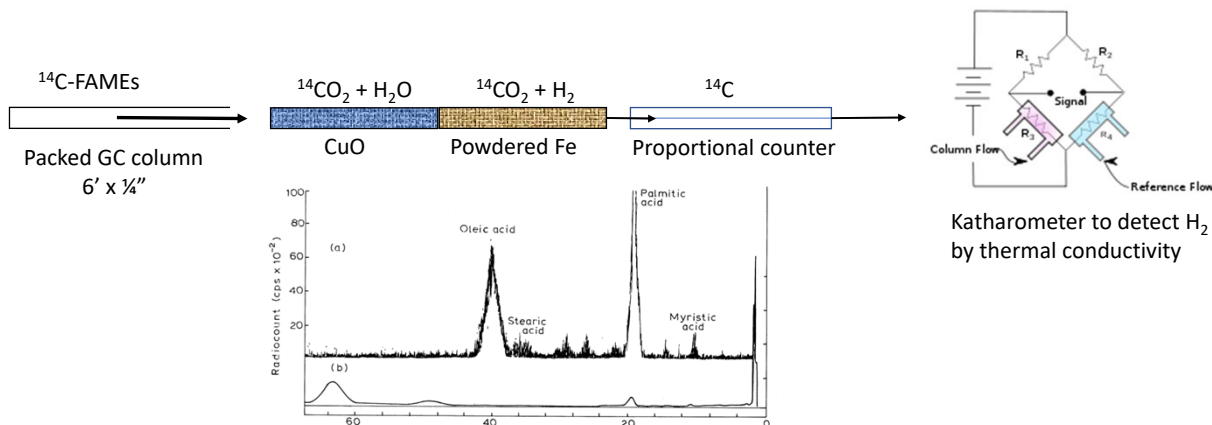 ¹⁴C-FAMEs
Packed GC column
6’ x ¼”
¹⁴CO₂ + H₂O
¹⁴CO₂ + H₂
¹⁴C
CuO
Powdered Fe
Proportional counter
R₁
R₂
Signal
R₃
R₄
Column Flow
Reference Flow
Katharometer to detect H₂
by thermal conductivity
Radiocount (cps x 10⁻²)
100
80
60
40
20
(a)
Oleic acid
Stearic
acid
Palmitic
acid
Myristic
acid
(b)
60
40
20
0